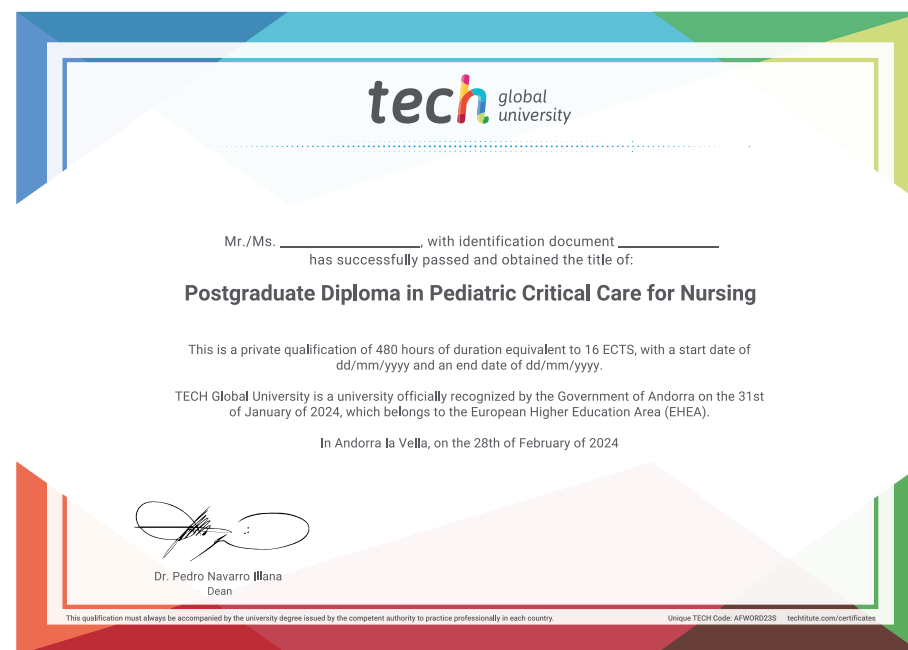 tech global university
Mr./Ms. ____________________, with identification document ______________
has successfully passed and obtained the title of:
Postgraduate Diploma in Pediatric Critical Care for Nursing
This is a private qualification of 480 hours of duration equivalent to 16 ECTS, with a start date of
dd/mm/yyyy and an end date of dd/mm/yyyy.
TECH Global University is a university officially recognized by the Government of Andorra on the 31st
of January of 2024, which belongs to the European Higher Education Area (EHEA).
In Andorra la Vella, on the 28th of February of 2024
Dr. Pedro Navarro Illana
Dean
This qualification must always be accompanied by the university degree issued by the competent authority to practice professionally in each country. Unique TECH Code: AFWORD23S techtitute.com/certificates